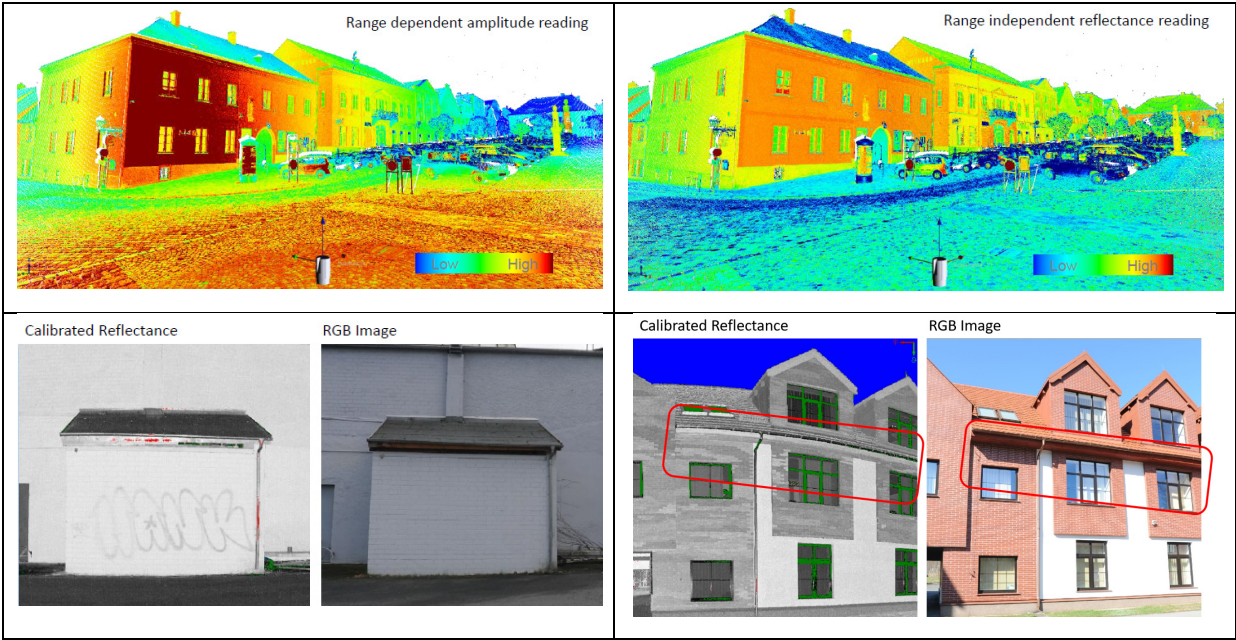 Range dependent amplitude reading
Low High
Range independent reflectance reading
Low High
Calibrated Reflectance
RGB Image
Calibrated Reflectance
RGB Image